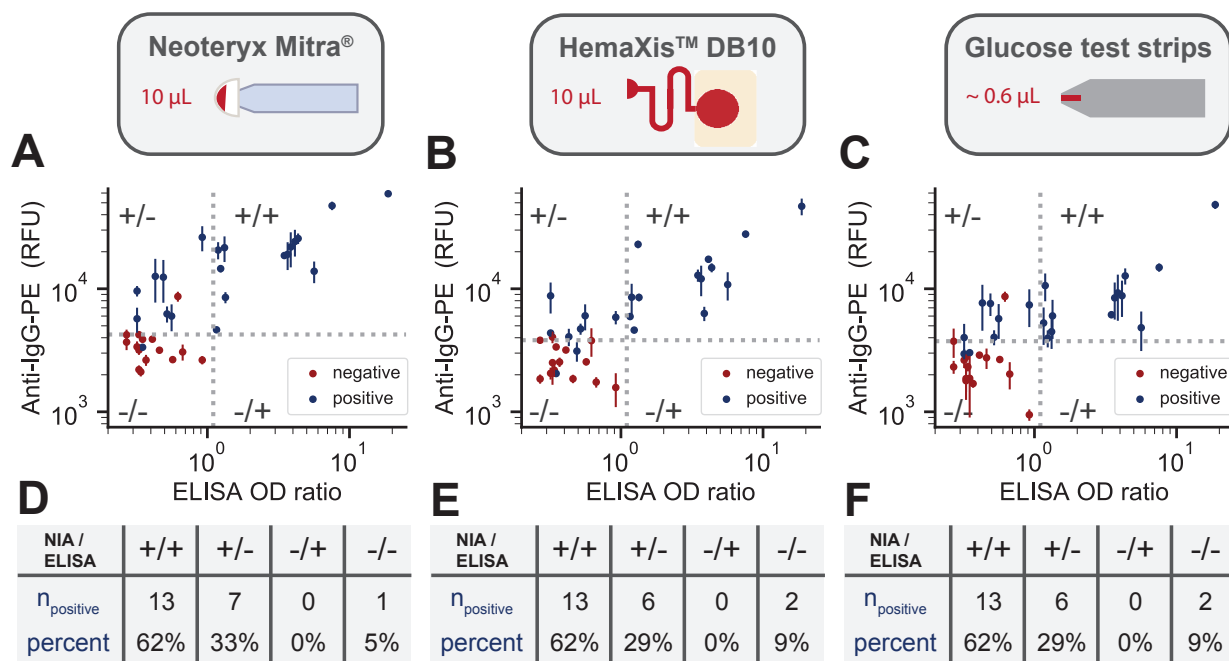 Neoteryx Mitra®
10 µL
HemaXis™ DB10
10 µL
Glucose test strips
~ 0.6 µL
A
Anti-IgG-PE (RFU)
10⁴
10³
+/-
+/+
-/-
-/+
negative
positive
10⁰
10¹
ELISA OD ratio
B
Anti-IgG-PE (RFU)
10⁴
10³
+/-
+/+
-/-
-/+
negative
positive
10⁰
10¹
ELISA OD ratio
C
Anti-IgG-PE (RFU)
10⁴
10³
+/-
+/+
-/-
-/+
negative
positive
10⁰
10¹
ELISA OD ratio
D
NIA / ELISA +/+ +/- -/+ -/-
npositive 13 7 0 1
percent 62% 33% 0% 5%
E
NIA / ELISA +/+ +/- -/+ -/-
npositive 13 6 0 2
percent 62% 29% 0% 9%
F
NIA / ELISA +/+ +/- -/+ -/-
npositive 13 6 0 2
percent 62% 29% 0% 9%